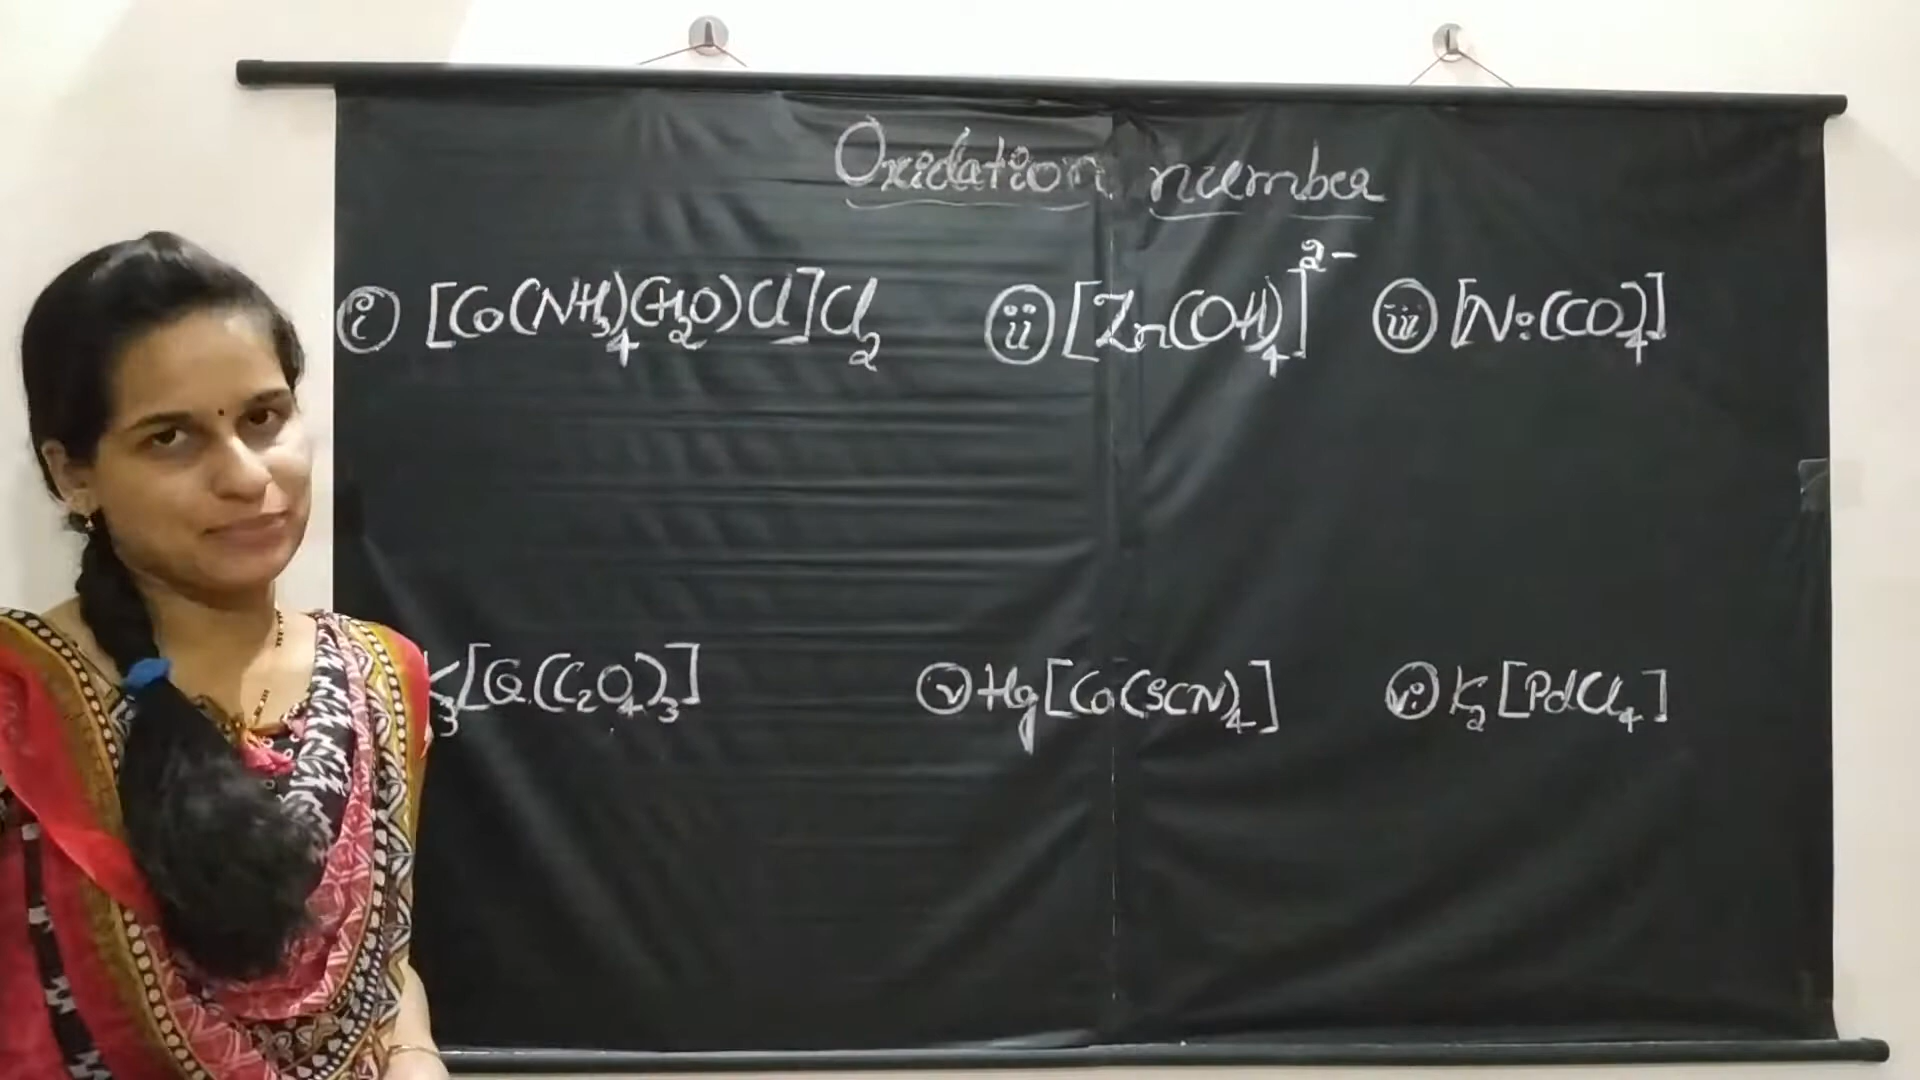 Oxidation number
(i) [Co(NH₃)₄(H₂O)Cl]Cl₂ (ii) [Zn(OH)₄]²⁻ (iii) [Ni(CO)₄]
₃[Cr(C₂O₄)₃] (v) Hg[Co(SCN)₄] (vi) K₂[PdCl₄]